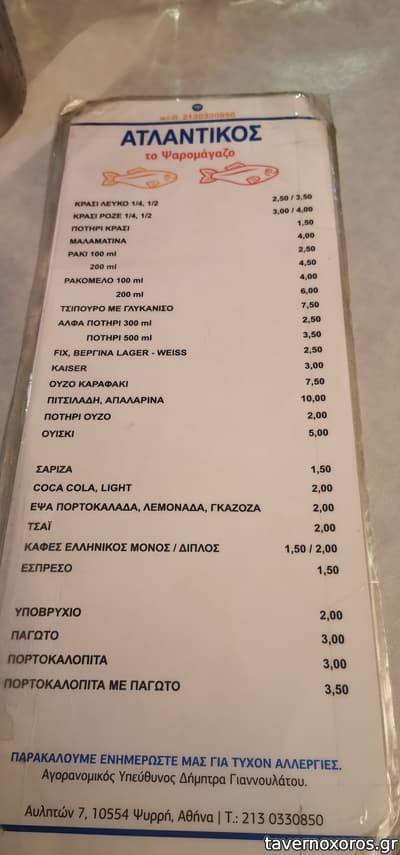 κιν. 2130330850
ΑΤΛΑΝΤΙΚΟΣ
το Ψαρομάγαζο
ΚΡΑΣΙ ΛΕΥΚΟ 1/4, 1/2 2,50 / 3,50
ΚΡΑΣΙ ΡΟΖΕ 1/4, 1/2 3,00 / 4,00
ΠΟΤΗΡΙ ΚΡΑΣΙ 1,50
ΜΑΛΑΜΑΤΙΝΑ 4,00
ΡΑΚΙ 100 ml 2,50
200 ml 4,50
ΡΑΚΟΜΕΛΟ 100 ml 4,00
200 ml 6,00
ΤΣΙΠΟΥΡΟ ΜΕ ΓΛΥΚΑΝΙΣΟ 7,50
ΑΛΦΑ ΠΟΤΗΡΙ 300 ml 2,50
ΠΟΤΗΡΙ 500 ml 3,50
FIX, ΒΕΡΓΙΝΑ LAGER - WEISS 2,50
KAISER 3,00
ΟΥΖΟ ΚΑΡΑΦΑΚΙ 7,50
ΠΙΤΣΙΛΑΔΗ, ΑΠΑΛΑΡΙΝΑ 10,00
ΠΟΤΗΡΙ ΟΥΖΟ 2,00
ΟΥΙΣΚΙ 5,00
ΣΑΡΙΖΑ 1,50
COCA COLA, LIGHT 2,00
ΕΨΑ ΠΟΡΤΟΚΑΛΑΔΑ, ΛΕΜΟΝΑΔΑ, ΓΚΑΖΟΖΑ 2,00
ΤΣΑΪ 2,00
ΚΑΦΕΣ ΕΛΛΗΝΙΚΟΣ ΜΟΝΟΣ / ΔΙΠΛΟΣ 1,50 / 2,00
ΕΣΠΡΕΣΟ 1,50
ΥΠΟΒΡΥΧΙΟ 2,00
ΠΑΓΩΤΟ 3,00
ΠΟΡΤΟΚΑΛΟΠΙΤΑ 3,00
ΠΟΡΤΟΚΑΛΟΠΙΤΑ ΜΕ ΠΑΓΩΤΟ 3,50
ΠΑΡΑΚΑΛΟΥΜΕ ΕΝΗΜΕΡΩΣΤΕ ΜΑΣ ΓΙΑ ΤΥΧΟΝ ΑΛΛΕΡΓΙΕΣ.
Αγορανομικός Υπεύθυνος Δήμητρα Γιαννουλάτου.
Αυλητών 7, 10554 Ψυρρή, Αθήνα | Τ.: 213 0330850
tavernoxoros.gr